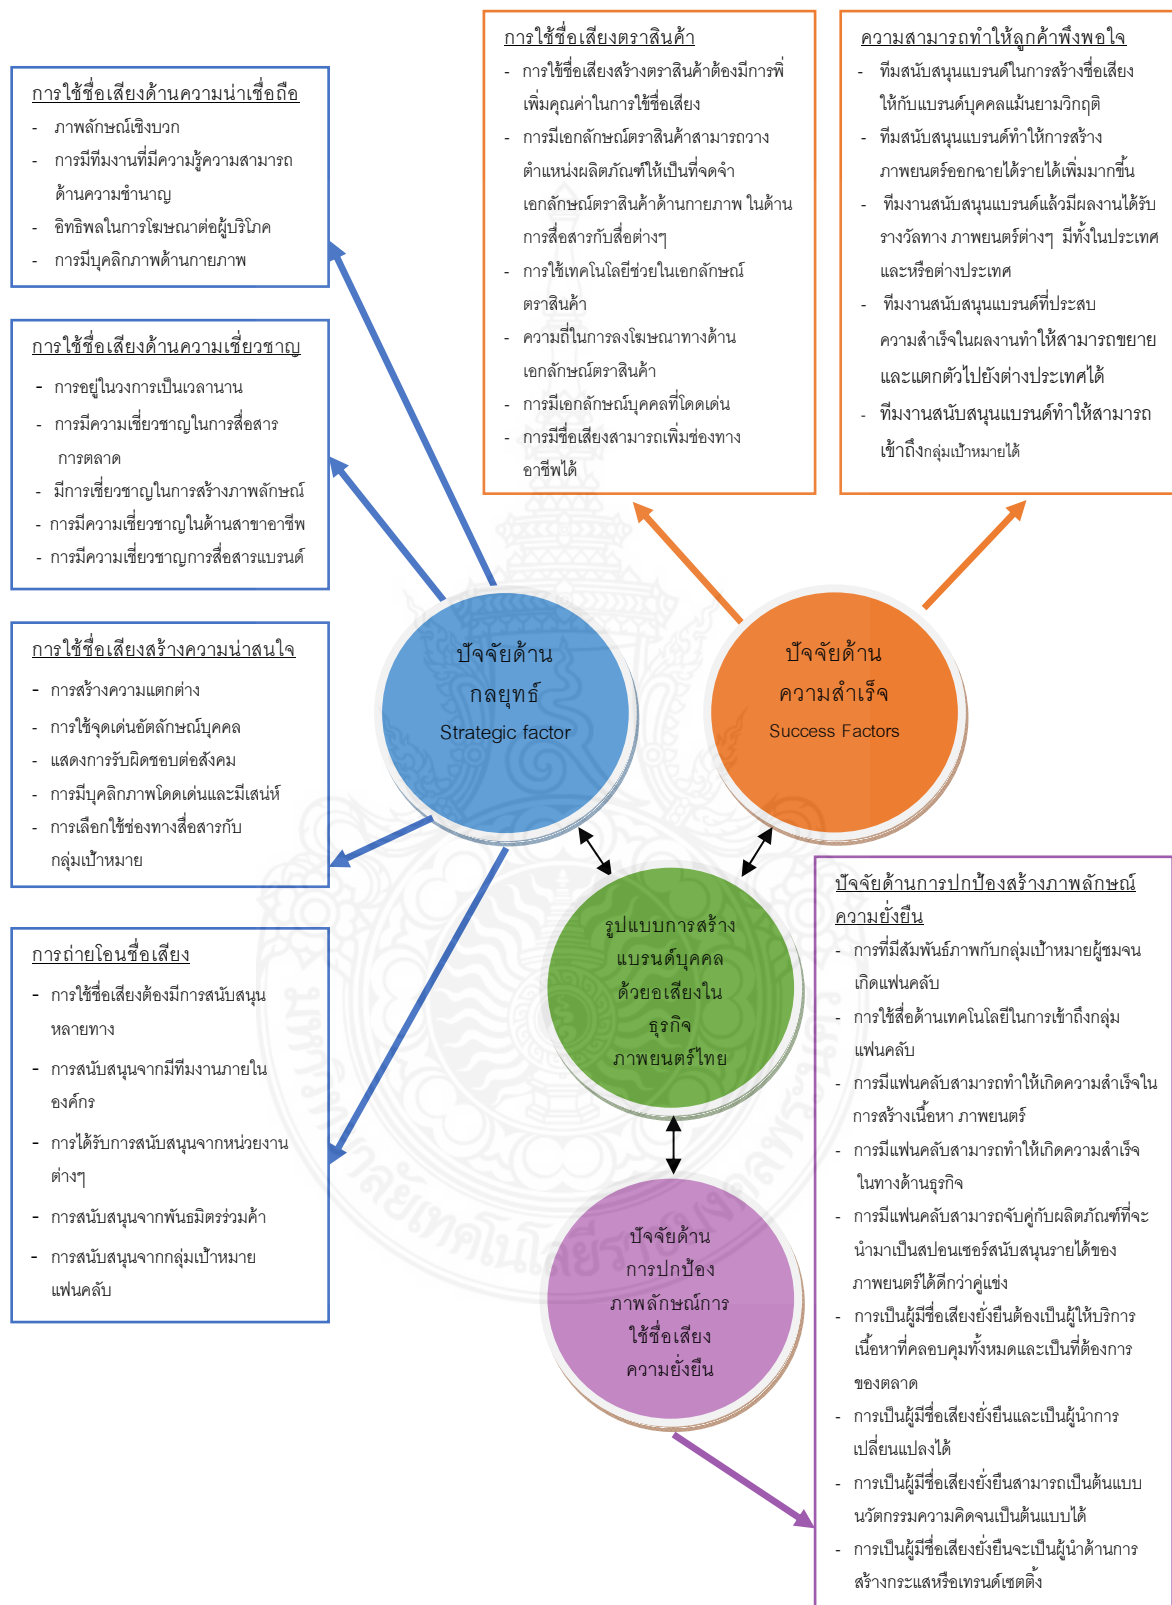 การใช้ชื่อเสียงด้านความน่าเชื่อถือ
- ภาพลักษณ์เชิงบวก
- การมีทีมงานที่มีความรู้ความสามารถ
ด้านความชำนาญ
- อิทธิพลในการโฆษณาต่อผู้บริโภค
- การมีบุคลิกภาพด้านกายภาพ
การใช้ชื่อเสียงด้านความเชี่ยวชาญ
- การอยู่ในวงการเป็นเวลานาน
- การมีความเชี่ยวชาญในการสื่อสาร
การตลาด
- มีการเชี่ยวชาญในการสร้างภาพลักษณ์
- การมีความเชี่ยวชาญในด้านสาขาอาชีพ
- การมีความเชี่ยวชาญการสื่อสารแบรนด์
การใช้ชื่อเสียงสร้างความน่าสนใจ
- การสร้างความแตกต่าง
- การใช้จุดเด่นอัตลักษณ์บุคคล
- แสดงการรับผิดชอบต่อสังคม
- การมีบุคลิกภาพโดดเด่นและมีเสน่ห์
- การเลือกใช้ช่องทางสื่อสารกับ
กลุ่มเป้าหมาย
การถ่ายโอนชื่อเสียง
- การใช้ชื่อเสียงต้องมีการสนับสนุน
หลายทาง
- การสนับสนุนจากมีทีมงานภายใน
องค์กร
- การได้รับการสนับสนุนจากหน่วยงาน
ต่างๆ
- การสนับสนุนจากพันธมิตรร่วมค้า
- การสนับสนุนจากกลุ่มเป้าหมาย
แฟนคลับ
การใช้ชื่อเสียงตราสินค้า
- การใช้ชื่อเสียงสร้างตราสินค้าต้องมีการพิ่
เพิ่มคุณค่าในการใช้ชื่อเสียง
- การมีเอกลักษณ์ตราสินค้าสามารถวาง
ตำแหน่งผลิตภัณฑ์ให้เป็นที่จดจำ
เอกลักษณ์ตราสินค้าด้านกายภาพ ในด้าน
การสื่อสารกับสื่อต่างๆ
- การใช้เทคโนโลยีช่วยในเอกลักษณ์
ตราสินค้า
- ความถี่ในการลงโฆษณาทางด้าน
เอกลักษณ์ตราสินค้า
- การมีเอกลักษณ์บุคคลที่โดดเด่น
- การมีชื่อเสียงสามารถเพิ่มช่องทาง
อาชีพได้
ความสามารถทำให้ลูกค้าพึงพอใจ
- ทีมสนับสนุนแบรนด์ในการสร้างชื่อเสียง
ให้กับแบรนด์บุคคลแม้นยามวิกฤติ
- ทีมสนับสนุนแบรนด์ทำให้การสร้าง
ภาพยนตร์ออกฉายได้รายได้เพิ่มมากขึ้น
- ทีมงานสนับสนุนแบรนด์แล้วมีผลงานได้รับ
รางวัลทาง ภาพยนตร์ต่างๆ มีทั้งในประเทศ
และหรือต่างประเทศ
- ทีมงานสนับสนุนแบรนด์ที่ประสบ
ความสำเร็จในผลงานทำให้สามารถขยาย
และแตกตัวไปยังต่างประเทศได้
- ทีมงานสนับสนุนแบรนด์ทำให้สามารถ
เข้าถึงกลุ่มเป้าหมายได้
ปัจจัยด้าน
กลยุทธ์
Strategic factor
ปัจจัยด้าน
ความสำเร็จ
Success Factors
รูปแบบการสร้าง
แบรนด์บุคคล
ด้วยอเสียงใน
ธุรกิจ
ภาพยนตร์ไทย
ปัจจัยด้าน
การปกป้อง
ภาพลักษณ์การ
ใช้ชื่อเสียง
ความยั่งยืน
ปัจจัยด้านการปกป้องสร้างภาพลักษณ์
ความยั่งยืน
- การที่มีสัมพันธ์ภาพกับกลุ่มเป้าหมายผู้ชมจน
เกิดแฟนคลับ
- การใช้สื่อด้านเทคโนโลยีในการเข้าถึงกลุ่ม
แฟนคลับ
- การมีแฟนคลับสามารถทำให้เกิดความสำเร็จใน
การสร้างเนื้อหา ภาพยนตร์
- การมีแฟนคลับสามารถทำให้เกิดความสำเร็จ
ในทางด้านธุรกิจ
- การมีแฟนคลับสามารถจับคู่กับผลิตภัณฑ์ที่จะ
นำมาเป็นสปอนเซอร์สนับสนุนรายได้ของ
ภาพยนตร์ได้ดีกว่าคู่แข่ง
- การเป็นผู้มีชื่อเสียงยั่งยืนต้องเป็นผู้ให้บริการ
เนื้อหาที่คลอบคุมทั้งหมดและเป็นที่ต้องการ
ของตลาด
- การเป็นผู้มีชื่อเสียงยั่งยืนและเป็นผู้นำการ
เปลี่ยนแปลงได้
- การเป็นผู้มีชื่อเสียงยั่งยืนสามารถเป็นต้นแบบ
นวัตกรรมความคิดจนเป็นต้นแบบได้
- การเป็นผู้มีชื่อเสียงยั่งยืนจะเป็นผู้นำด้านการ
สร้างกระแสหรือเทรนด์เซตติ้ง
มหาวิทยาลัยเทคโนโลยีราชมงคลพระนคร